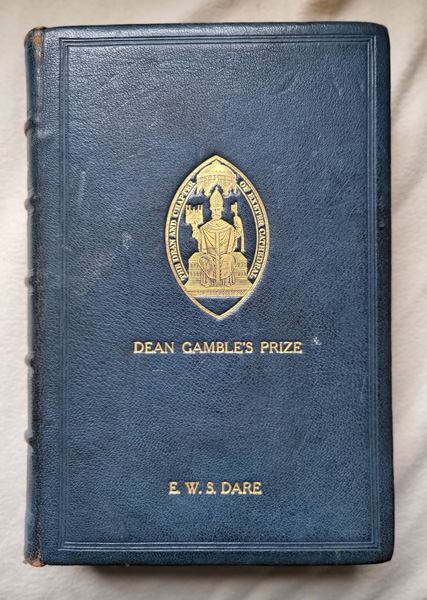 THE DEAN AND CHAPTER OF EXETER CATHEDRAL
DEAN GAMBLE'S PRIZE
E. W. S. DARE